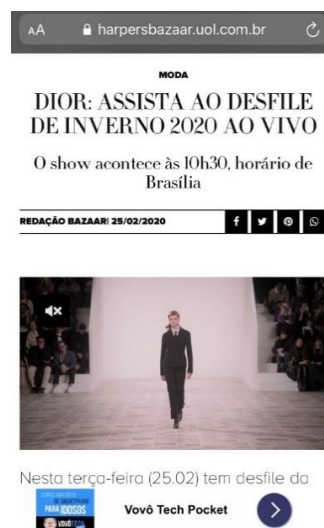 AA harpersbazaar.uol.com.br
MODA
DIOR: ASSISTA AO DESFILE
DE INVERNO 2020 AO VIVO
O show acontece às 10h30, horário de
Brasília
REDAÇÃO BAZAAR| 25/02/2020
Nesta terça-feira (25.02) tem desfile da
PARA IDOSOS
VOVÔTECH
Vovô Tech Pocket